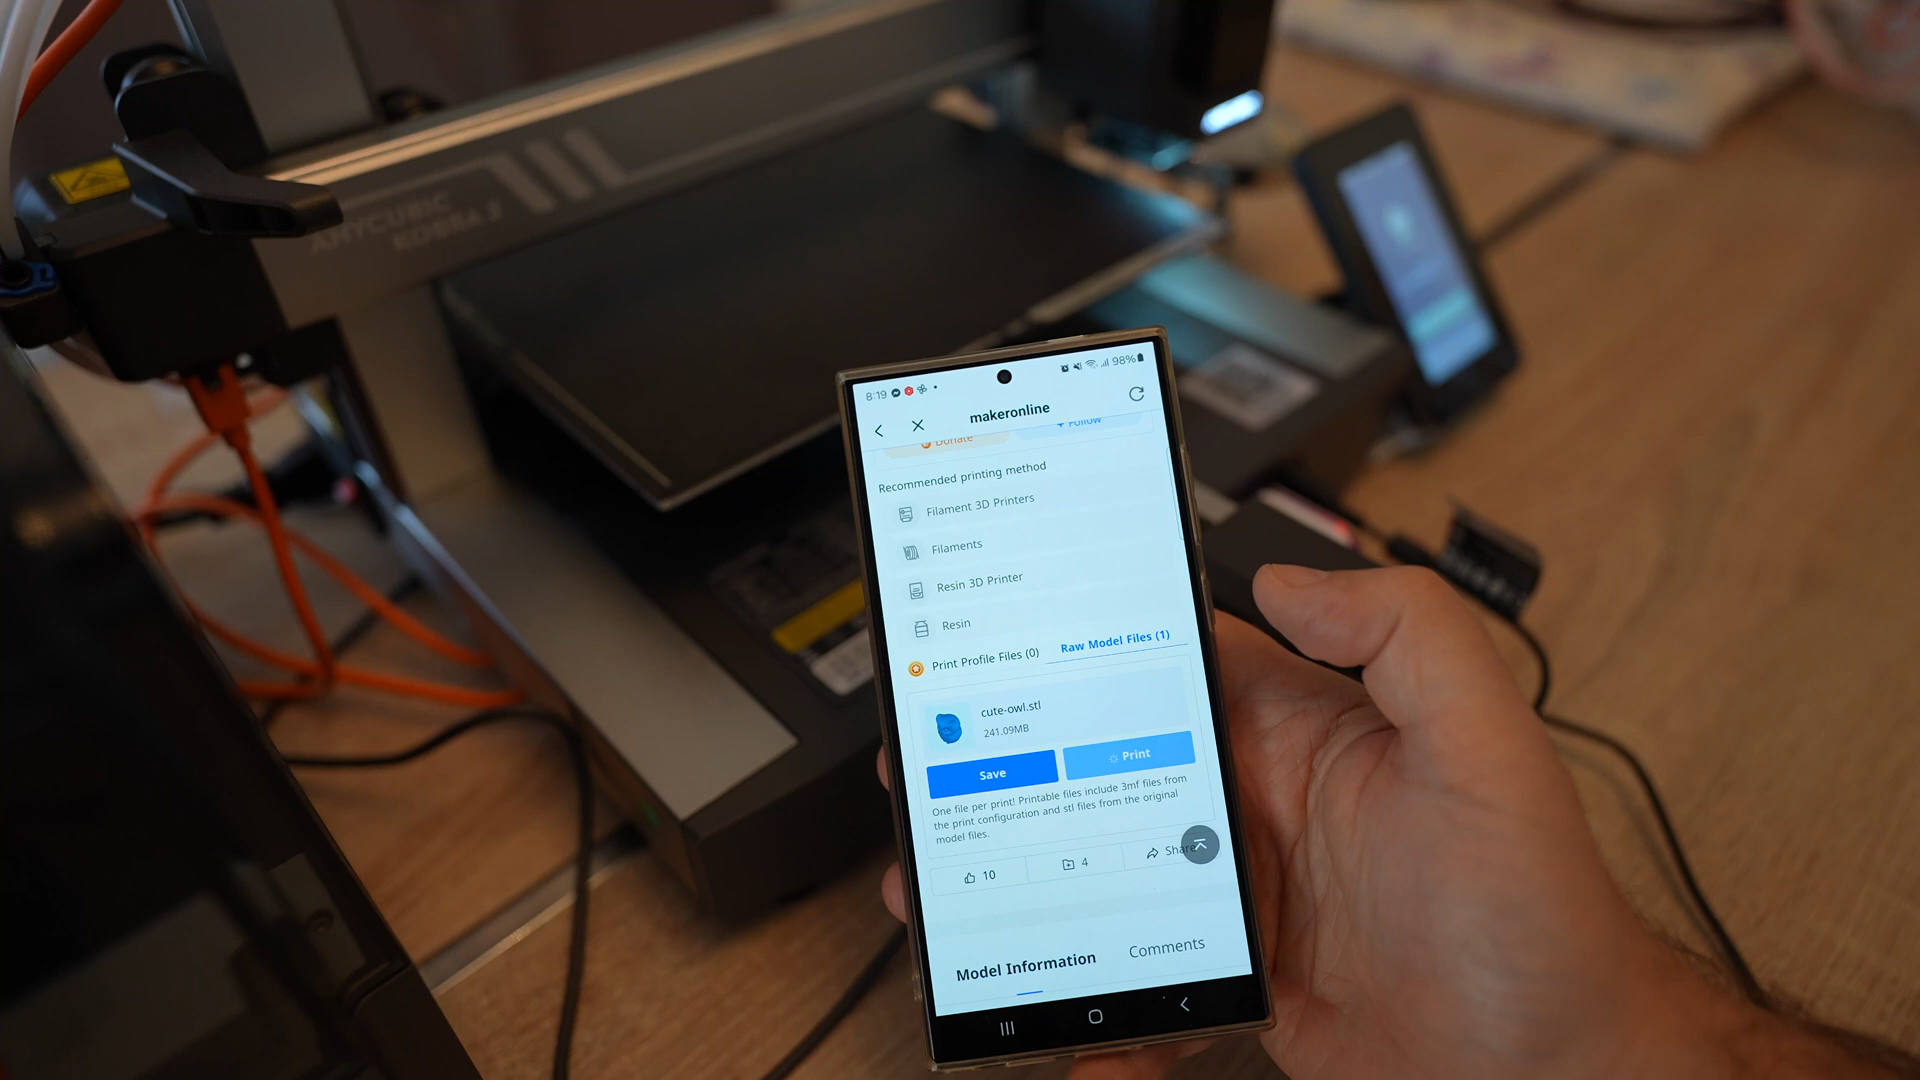 ANYCUBIC
KOBRA 3
8:19
98%
makeronline
Donate
+ Follow
Recommended printing method
Filament 3D Printers
Filaments
Resin 3D Printer
Resin
Print Profile Files (0)
Raw Model Files (1)
cute-owl.stl
241.09MB
Save
Print
One file per print! Printable files include 3mf files from
the print configuration and stl files from the original
model files.
10
4
Share
Model Information
Comments